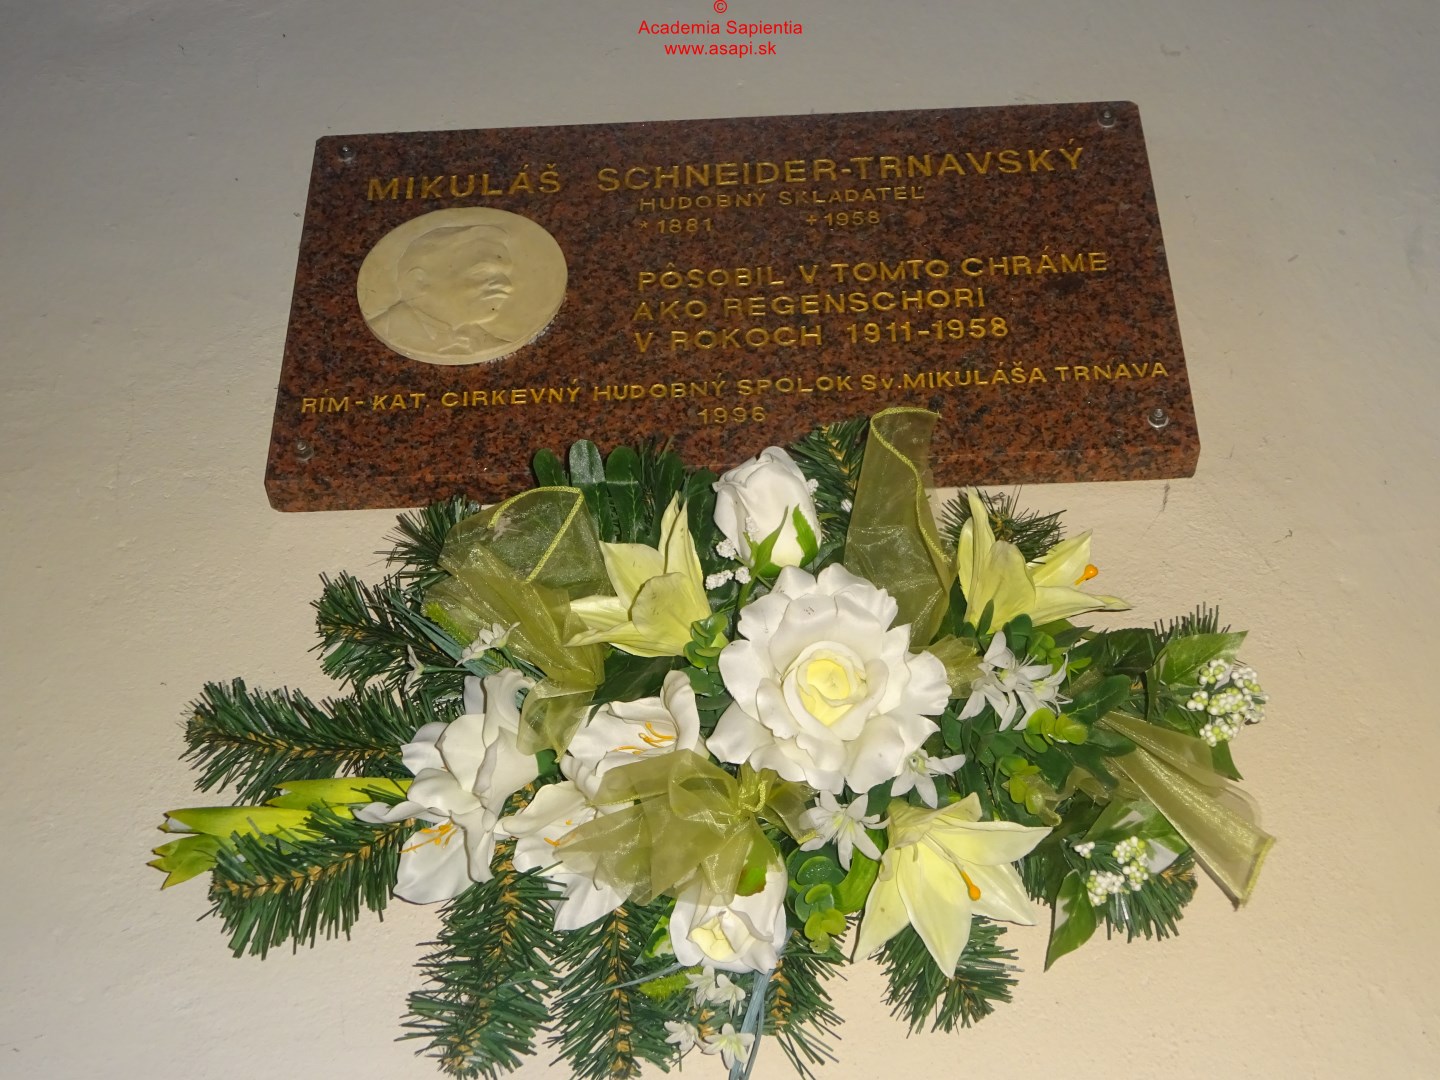 ©
Academia Sapientia
www.asapi.sk
MIKULÁŠ SCHNEIDER-TRNAVSKÝ
HUDOBNÝ SKLADATEĽ
*1881 +1958
PÔSOBIL V TOMTO CHRÁME
AKO REGENSCHORI
V ROKOCH 1911-1958
RÍM-KAT. CIRKEVNÝ HUDOBNÝ SPOLOK Sv.MIKULÁŠA TRNAVA
1996